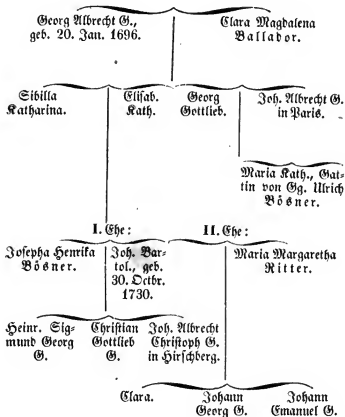 Georg Albrecht G., Clara Magdalena
geb. 20. Jan. 1696. Ballador.
Sibilla Elisab. Georg Joh. Albrecht G.
Katharina. Kath. Gottlieb. in Paris.
Maria Kath., Gat-
tin von Gg. Ulrich
Bösner.
I. Ehe: II. Ehe:
Josepha Henrika Joh. Bar- Maria Margaretha
Bösner. tol., geb. Ritter.
30. Octbr.
1730.
Heinr. Sig- Christian Joh. Albrecht
mund Georg Gottlieb Christoph G.
G. G. in Hirschberg.
Clara. Johann Johann
Georg G. Emanuel G.